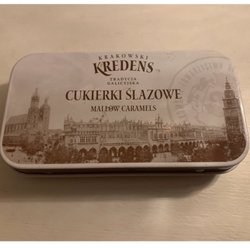 KRAKOWSKI
KREDENS
TRADYCJA
GALICYJSKA
CUKIERKI ŚLAZOWE
MALLOW CARAMELS